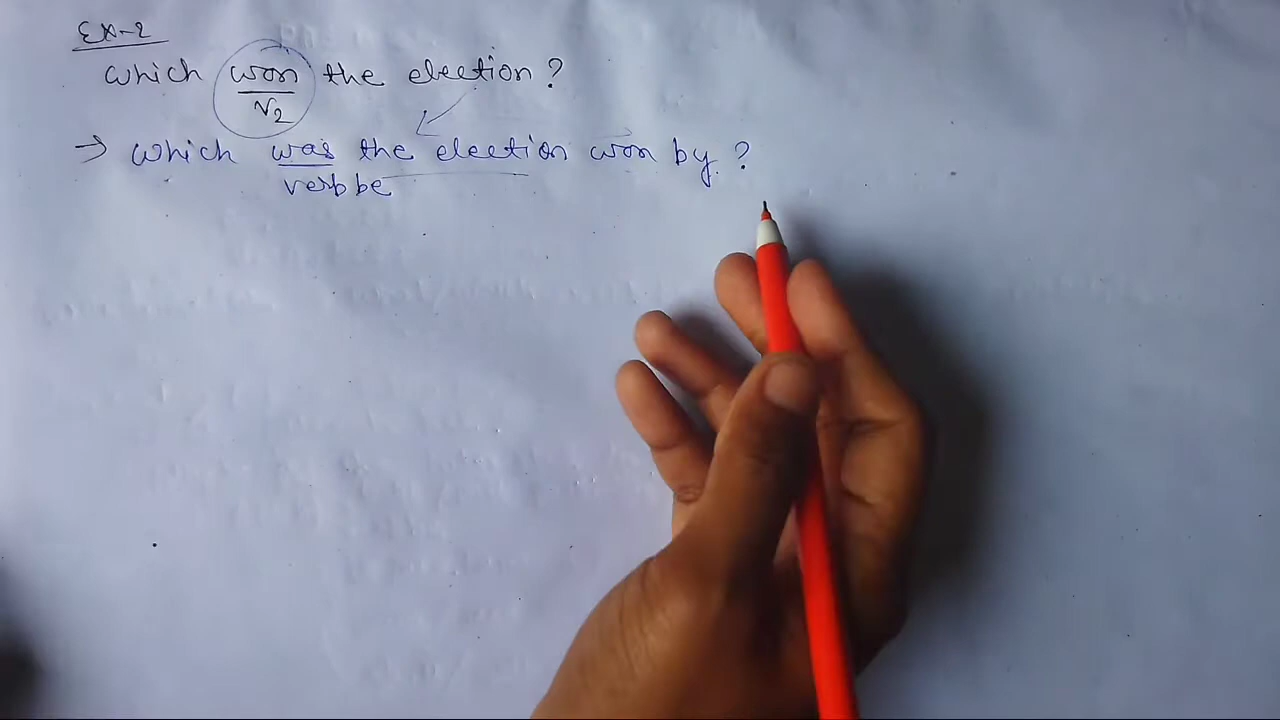 Ex-2
Which won the election ?
V2
→ Which was the election won by ?
verb be